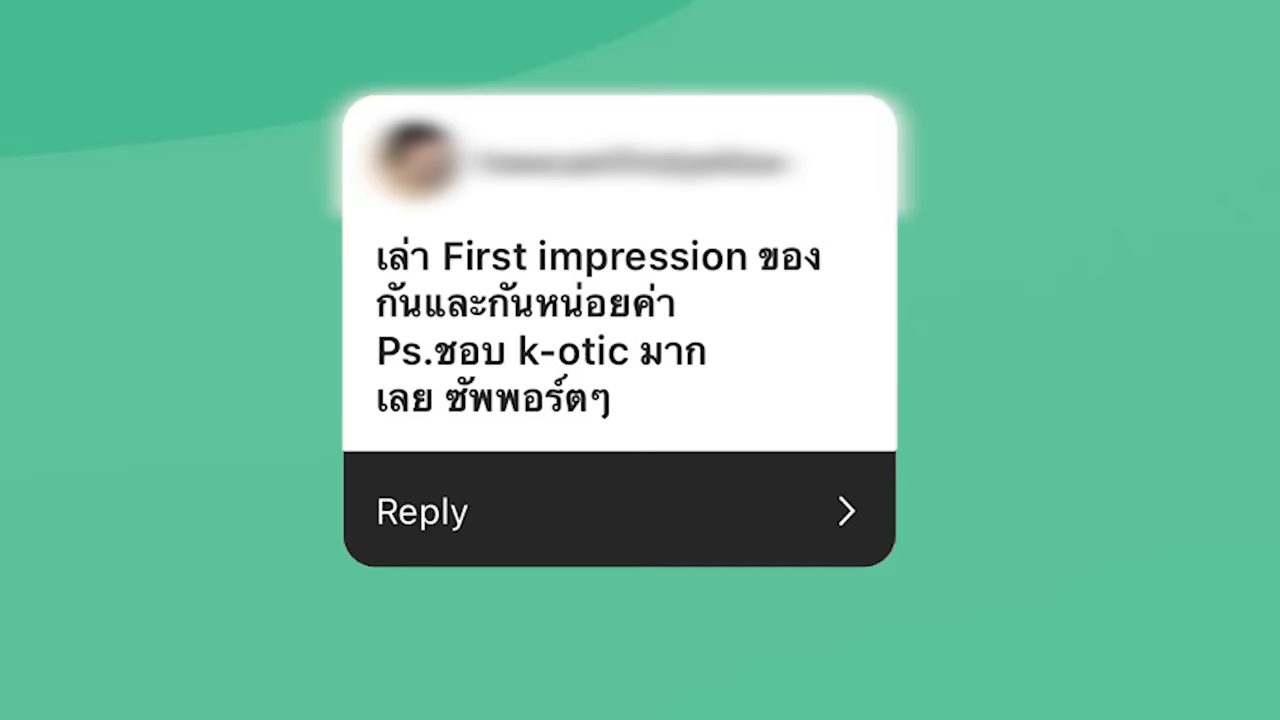 เล่า First impression ของ
กันและกันหน่อยค่า
Ps.ชอบ k-otic มาก
เลย ซัพพอร์ตๆ
Reply